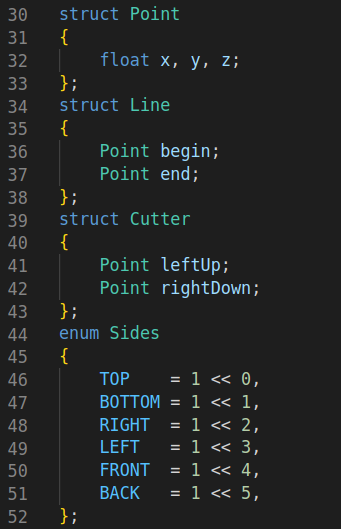 30 struct Point
31 {
32     float x, y, z;
33 };
34 struct Line
35 {
36     Point begin;
37     Point end;
38 };
39 struct Cutter
40 {
41     Point leftUp;
42     Point rightDown;
43 };
44 enum Sides
45 {
46     TOP    = 1 << 0,
47     BOTTOM = 1 << 1,
48     RIGHT  = 1 << 2,
49     LEFT   = 1 << 3,
50     FRONT  = 1 << 4,
51     BACK   = 1 << 5,
52 };